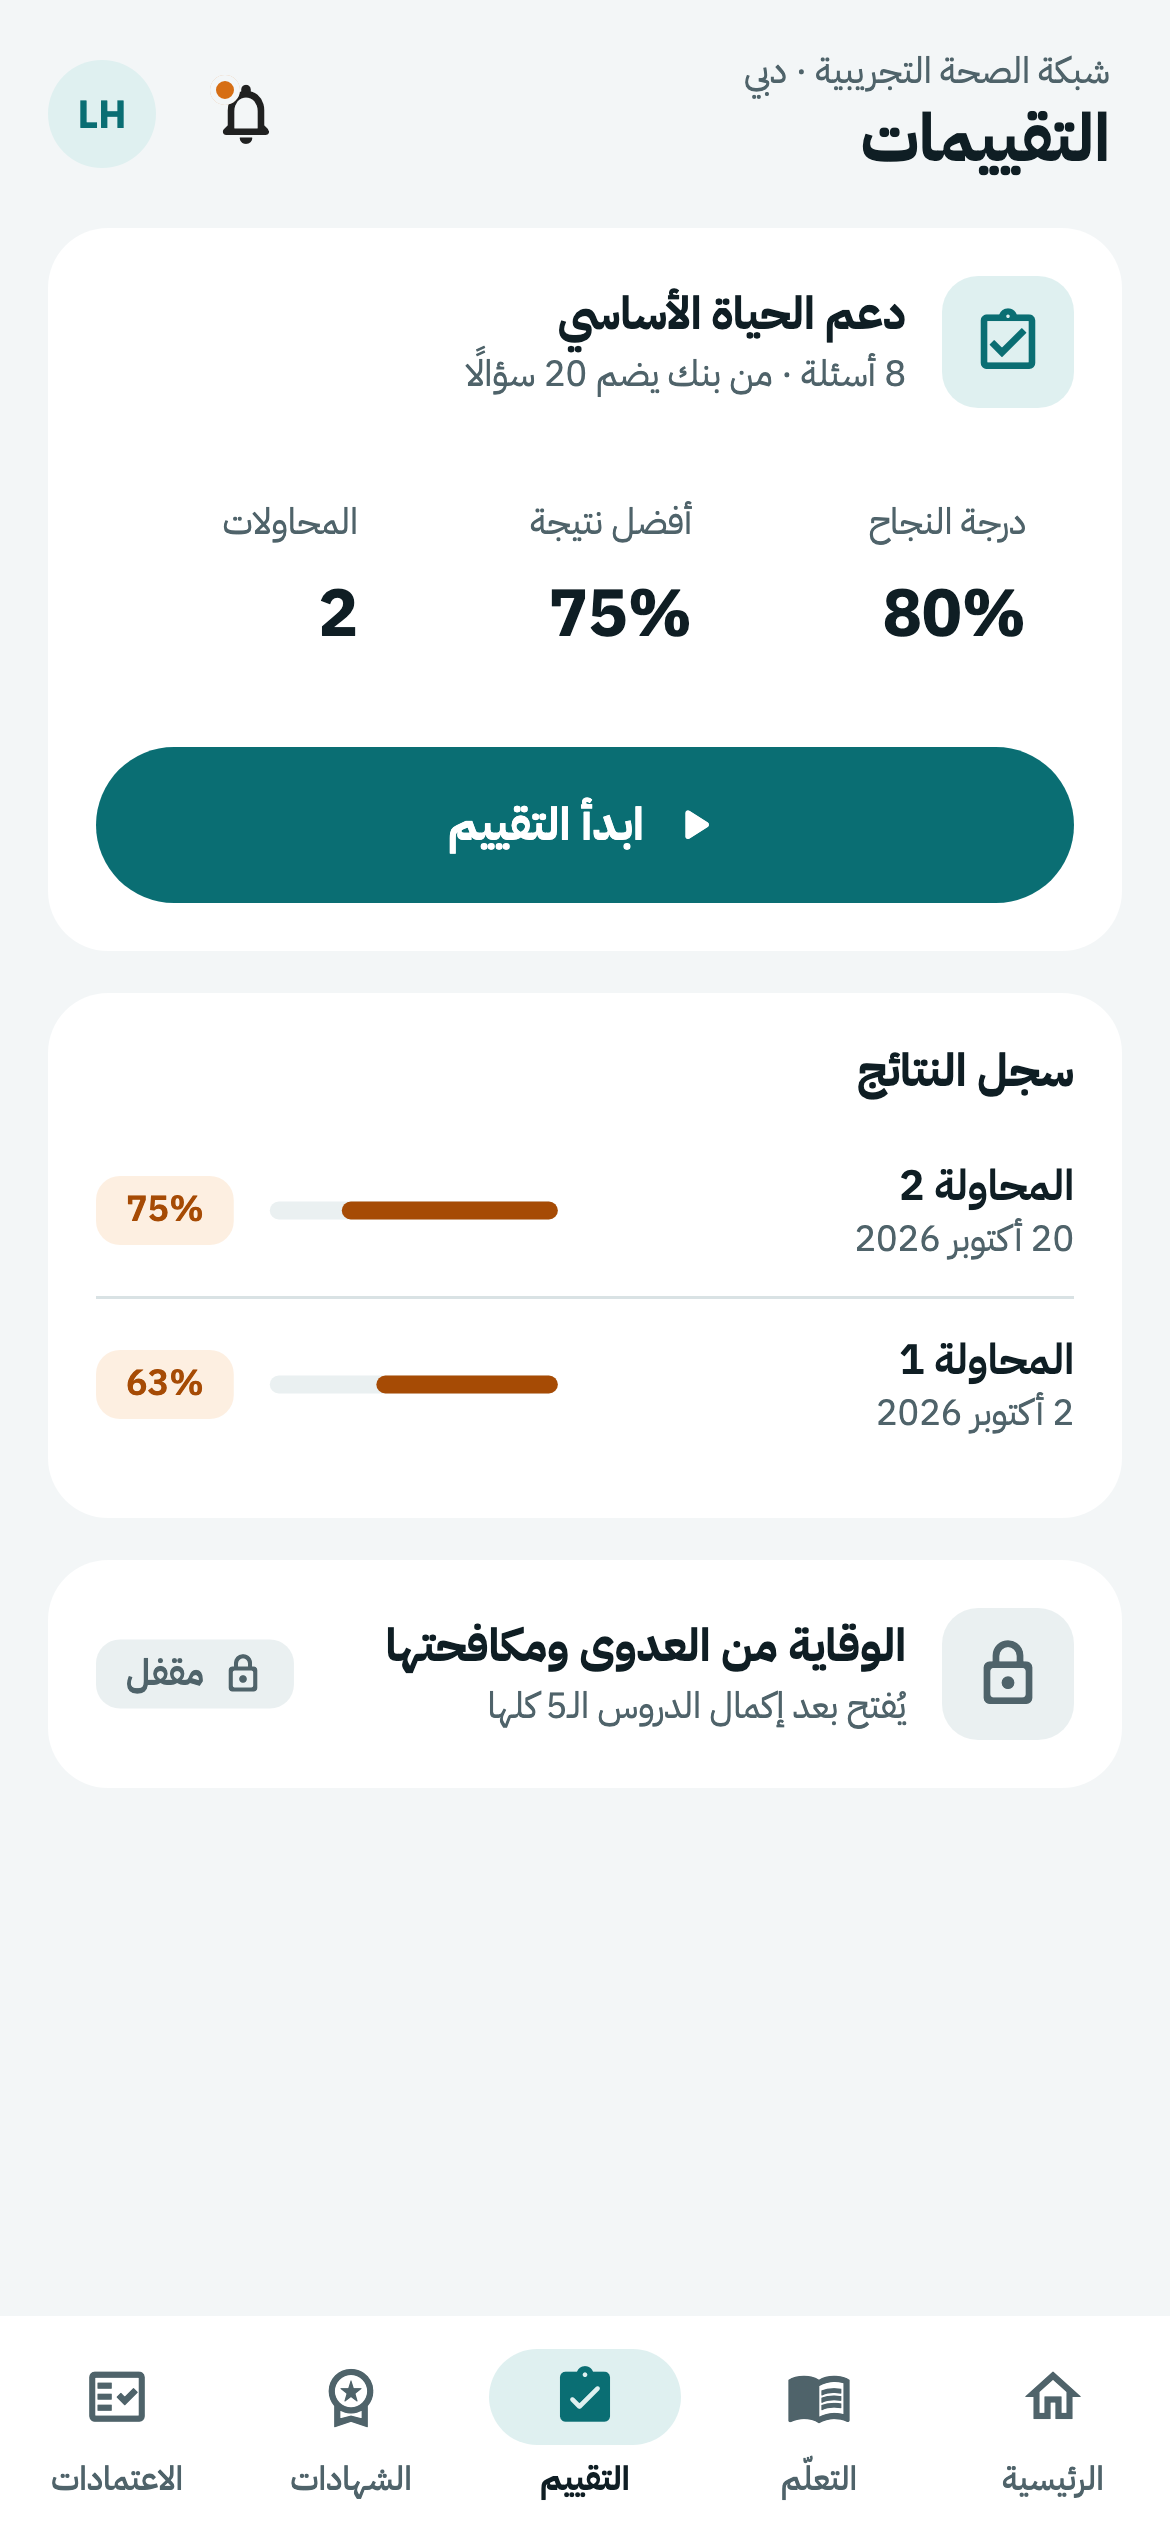 شبكة الصحة التجريبية · دبي
التقييمات
LH
دعم الحياة الأساسي
8 أسئلة · من بنك يضم 20 سؤالًا
درجة النجاح
80%
أفضل نتيجة
75%
المحاولات
2
ابدأ التقييم
سجل النتائج
المحاولة 2
20 أكتوبر 2026
75%
المحاولة 1
2 أكتوبر 2026
63%
الوقاية من العدوى ومكافحتها
يُفتح بعد إكمال الدروس الـ5 كلها
مقفل
الرئيسية
التعلّم
التقييم
الشهادات
الاعتمادات